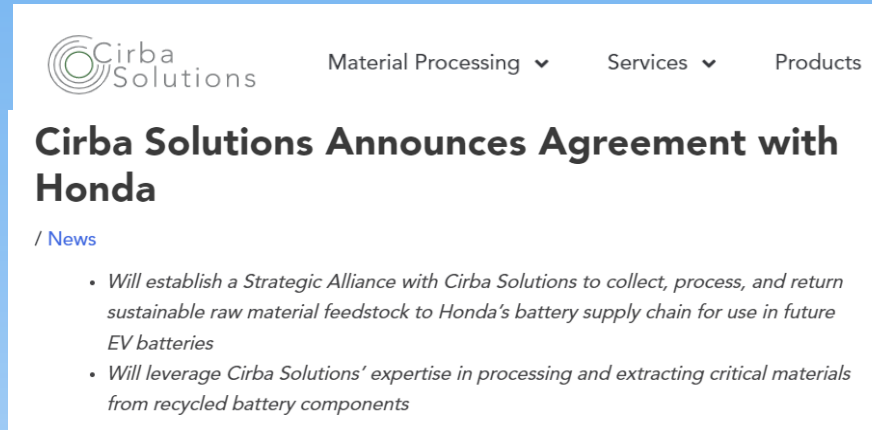 Cirba
Solutions
Material Processing
Services
Products
Cirba Solutions Announces Agreement with
Honda
/ News
• Will establish a Strategic Alliance with Cirba Solutions to collect, process, and return
sustainable raw material feedstock to Honda’s battery supply chain for use in future
EV batteries
• Will leverage Cirba Solutions’ expertise in processing and extracting critical materials
from recycled battery components